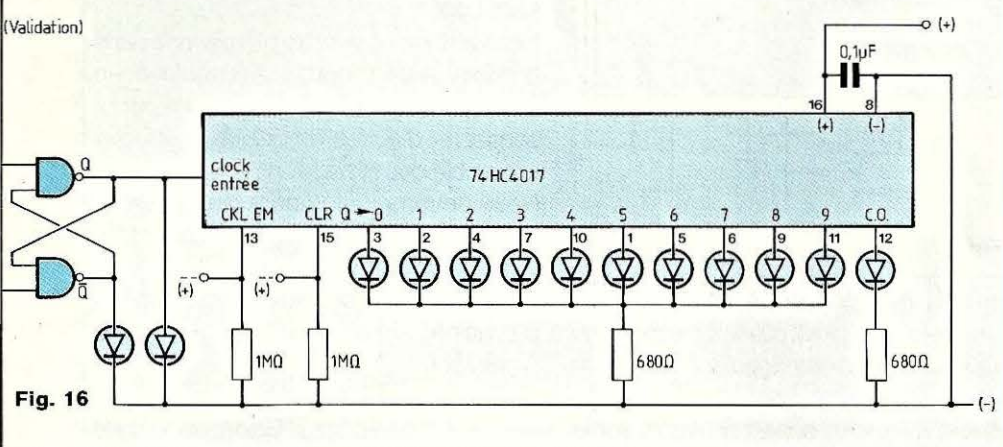 (Validation)
(+)
0,1µF
16
8
(+)
(-)
Q
clock
entrée
74HC4017
CKL EM
CLR Q
0
1
2
3
4
5
6
7
8
9
C.O.
13
15
3
2
4
7
10
1
5
6
9
11
12
Q̅
(+)
(+)
1MΩ
1MΩ
680Ω
680Ω
Fig. 16
(-)